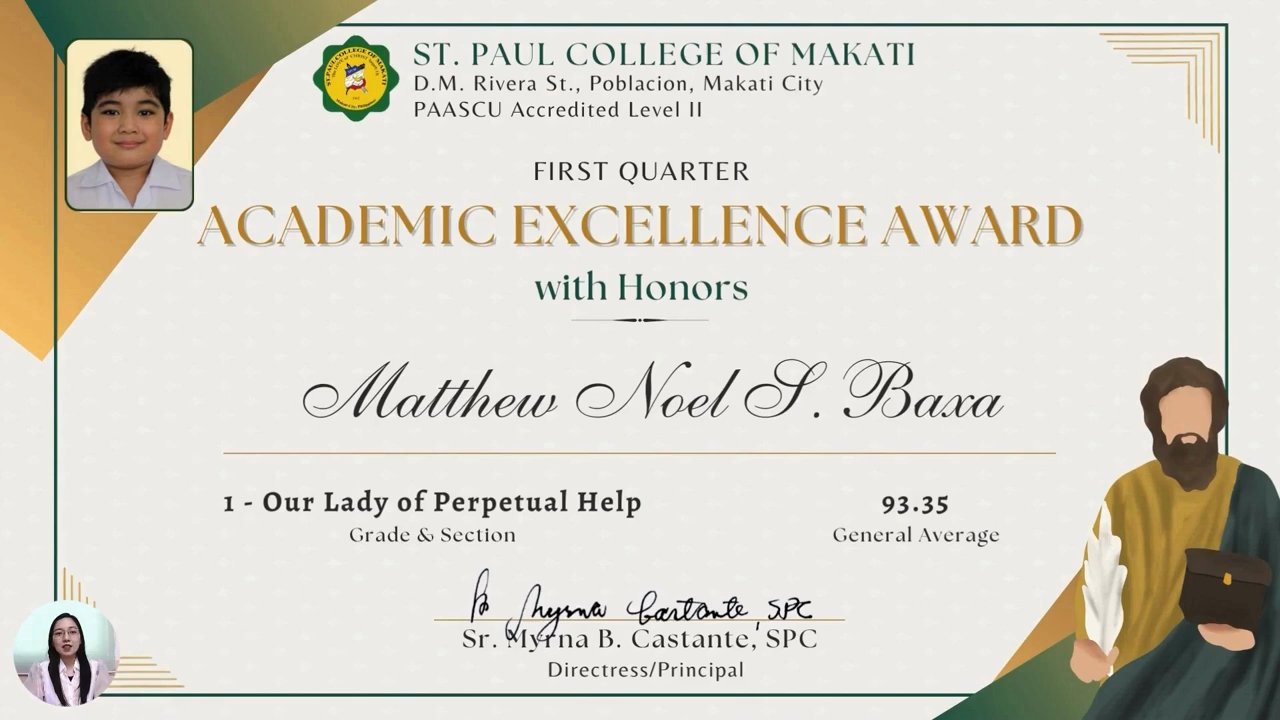 ST. PAUL COLLEGE OF MAKATI
D.M. Rivera St., Poblacion, Makati City
PAASCU Accredited Level II
FIRST QUARTER
ACADEMIC EXCELLENCE AWARD
with Honors
Matthew Noel S. Baxa
1 - Our Lady of Perpetual Help
Grade & Section
93.35
General Average
Sr. Myrna B. Castante, SPC
Directress/Principal